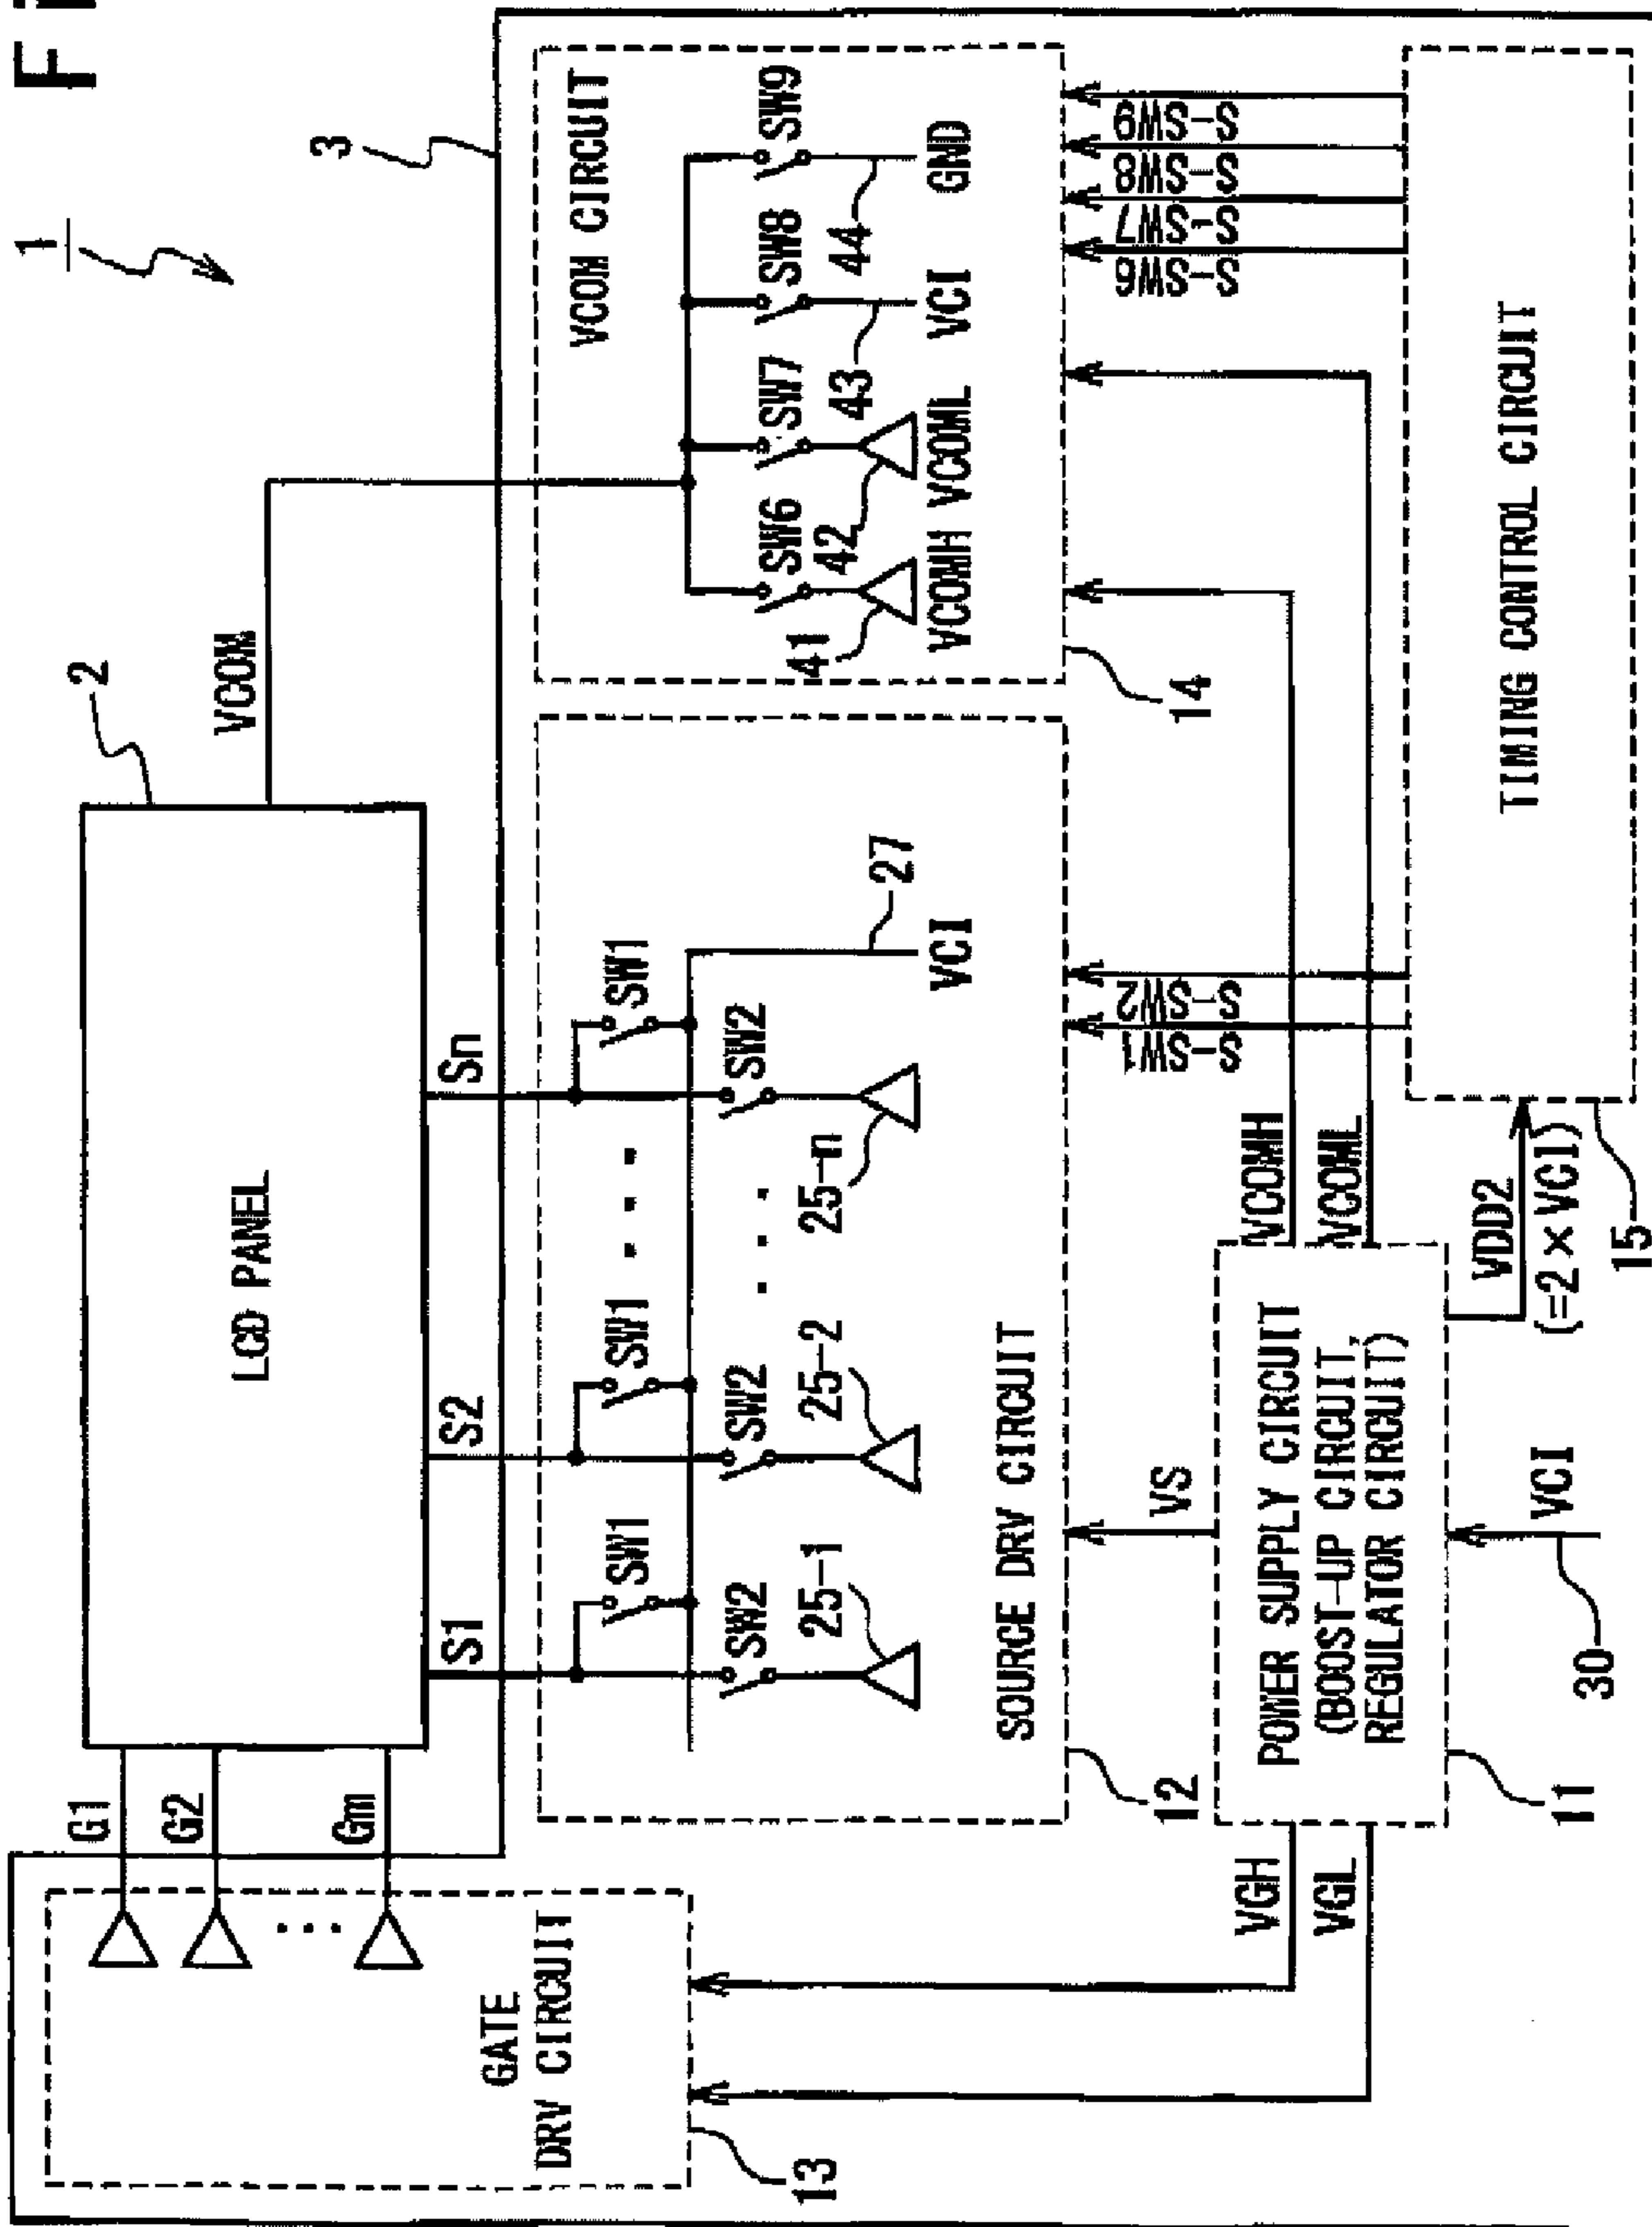 Fi
1
3
2
VCOM
LCD PANEL
G1
G2
Gm
S1
S2
Sn
GATE
DRV CIRCUIT
13
SW1
SW1
SW1
SW2
SW2
SW2
25-1
25-2
25-n
VCI
27
SOURCE DRV CIRCUIT
12
VCOM CIRCUIT
SW6
SW7
SW8
SW9
41
42
43
44
VCOMH
VCOML
VCI
GND
14
VGH
VGL
VS
POWER SUPPLY CIRCUIT
(BOOST-UP CIRCUIT,
REGULATOR CIRCUIT)
11
VCI
30
VCOMH
VCOML
VDD2
(=2×VCI)
S-SW1
S-SW2
S-SW6
S-SW7
S-SW8
S-SW9
TIMING CONTROL CIRCUIT
15